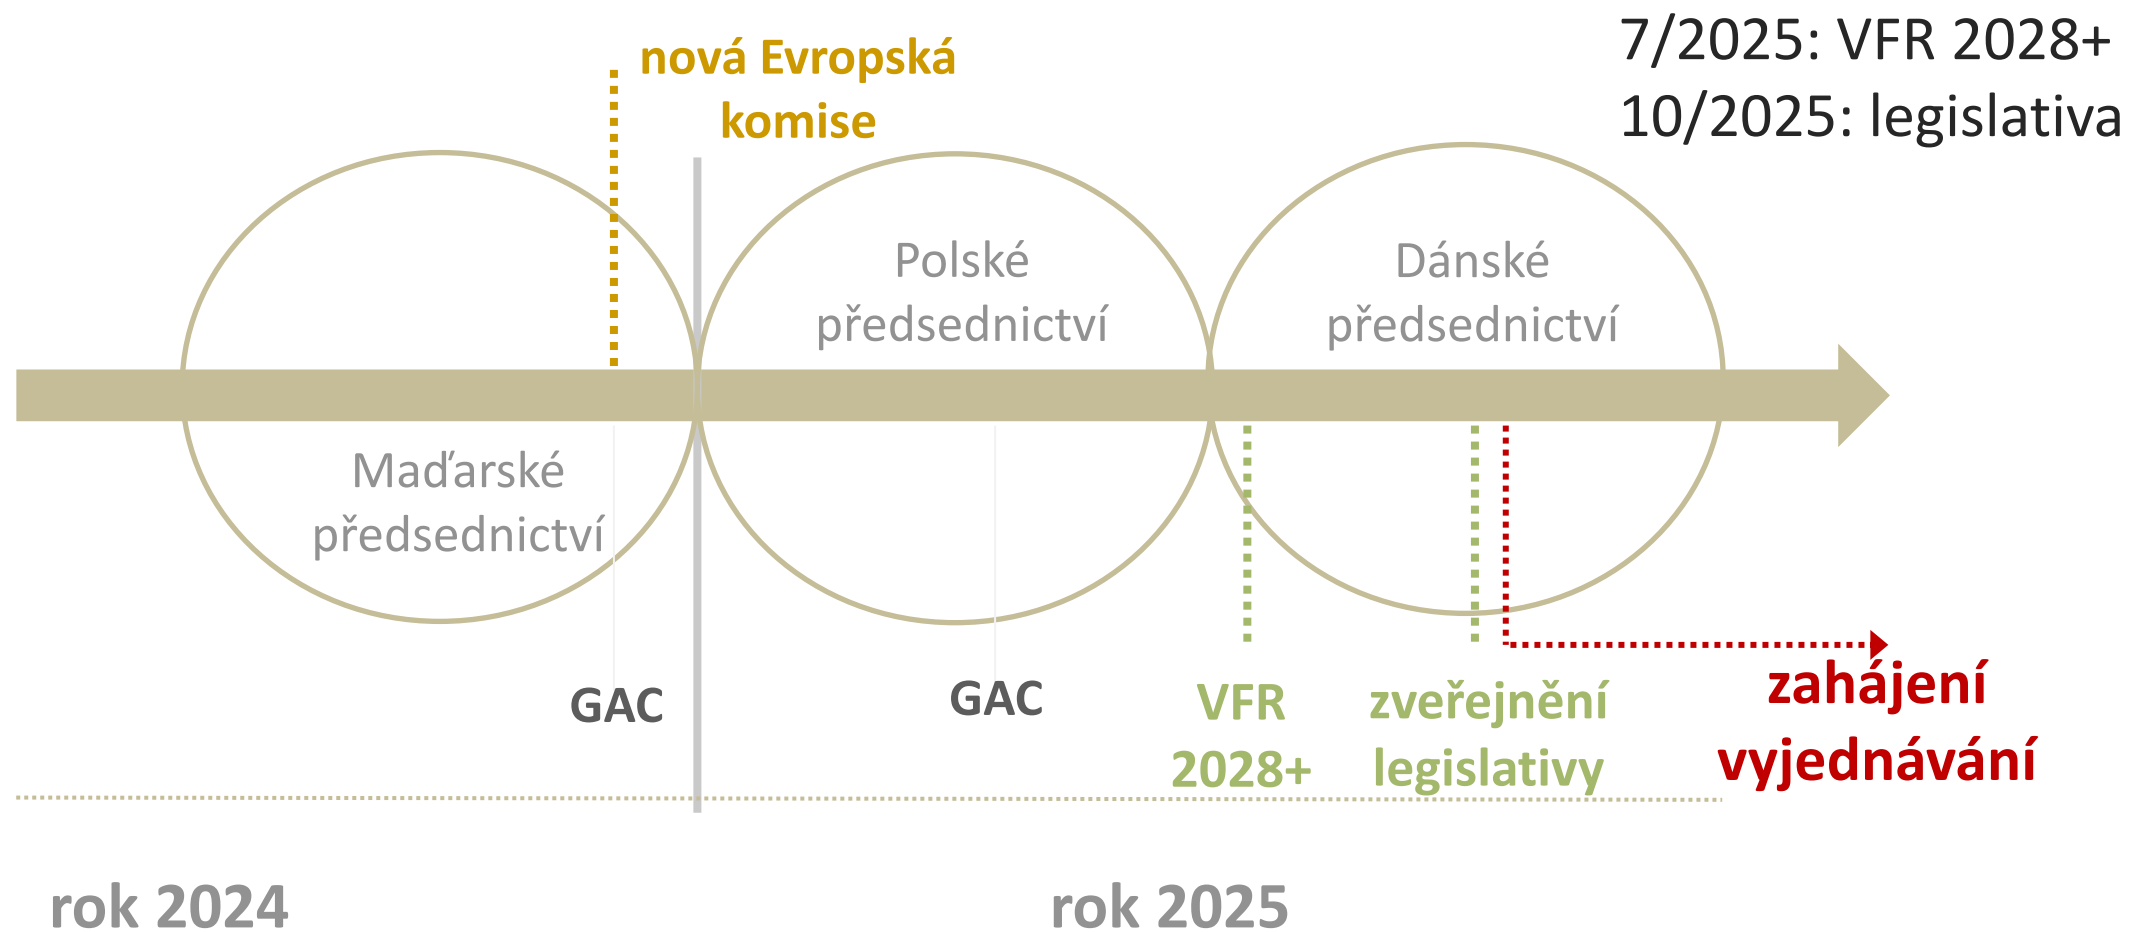 7/2025: VFR 2028+
10/2025: legislativa
nová Evropská
komise
Polské
předsednictví
Dánské
předsednictví
Maďarské
předsednictví
GAC
GAC
VFR
2028+
zveřejnění
legislativy
zahájení
vyjednávání
rok 2024
rok 2025